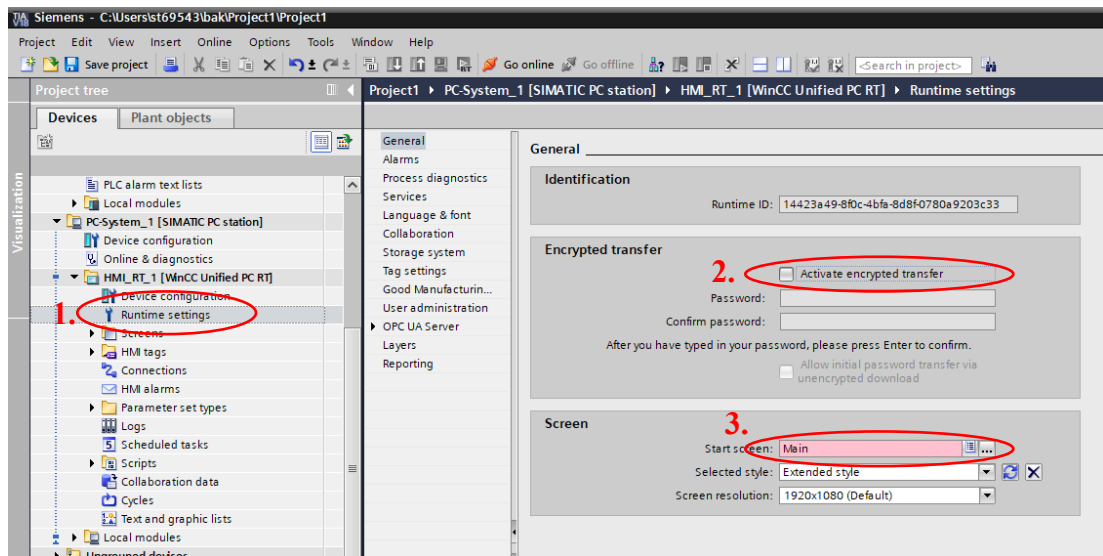 TIA V18 Siemens - C:\Users\st69543\bak\Project1\Project1
Project Edit View Insert Online Options Tools Window Help
Save project Go online Go offline <Search in project>
Project tree
Project1 ▸ PC-System_1 [SIMATIC PC station] ▸ HMI_RT_1 [WinCC Unified PC RT] ▸ Runtime settings
Devices Plant objects
Visualization
PLC alarm text lists
Local modules
PC-System_1 [SIMATIC PC station]
Device configuration
Online & diagnostics
HMI_RT_1 [WinCC Unified PC RT]
Device configuration
1. Runtime settings
Screens
HMI tags
Connections
HMI alarms
Parameter set types
Logs
Scheduled tasks
Scripts
Collaboration data
Cycles
Text and graphic lists
Local modules
Ungrouped devices
General
Alarms
Process diagnostics
Services
Language & font
Collaboration
Storage system
Tag settings
Good Manufacturin...
User administration
OPC UA Server
Layers
Reporting
General
Identification
Runtime ID: 14423a49-8f0c-4bfa-8d8f-0780a9203c33
Encrypted transfer
2. Activate encrypted transfer
Password:
Confirm password:
After you have typed in your password, please press Enter to confirm.
Allow initial password transfer via
unencrypted download
Screen
3.
Start screen: Main ...
Selected style: Extended style
Screen resolution: 1920x1080 (Default)